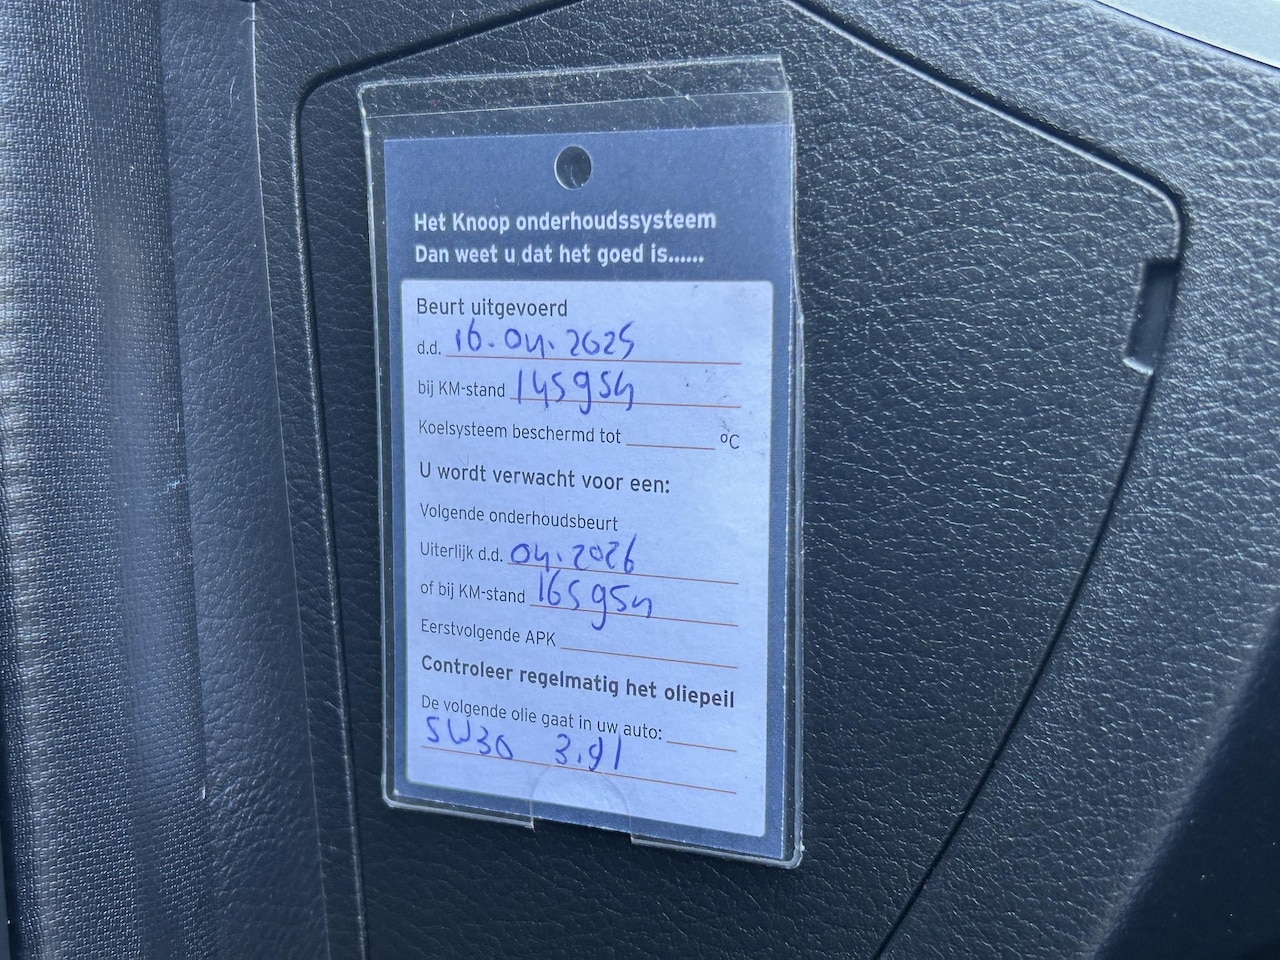 Het Knoop onderhoudssysteem
Dan weet u dat het goed is......
Beurt uitgevoerd
d.d. 16.04.2025
bij KM-stand 145954
Koelsysteem beschermd tot ______ °C
U wordt verwacht voor een:
Volgende onderhoudsbeurt
Uiterlijk d.d. 04.2026
of bij KM-stand 165954
Eerstvolgende APK
Controleer regelmatig het oliepeil
De volgende olie gaat in uw auto:
5W30 3.9l